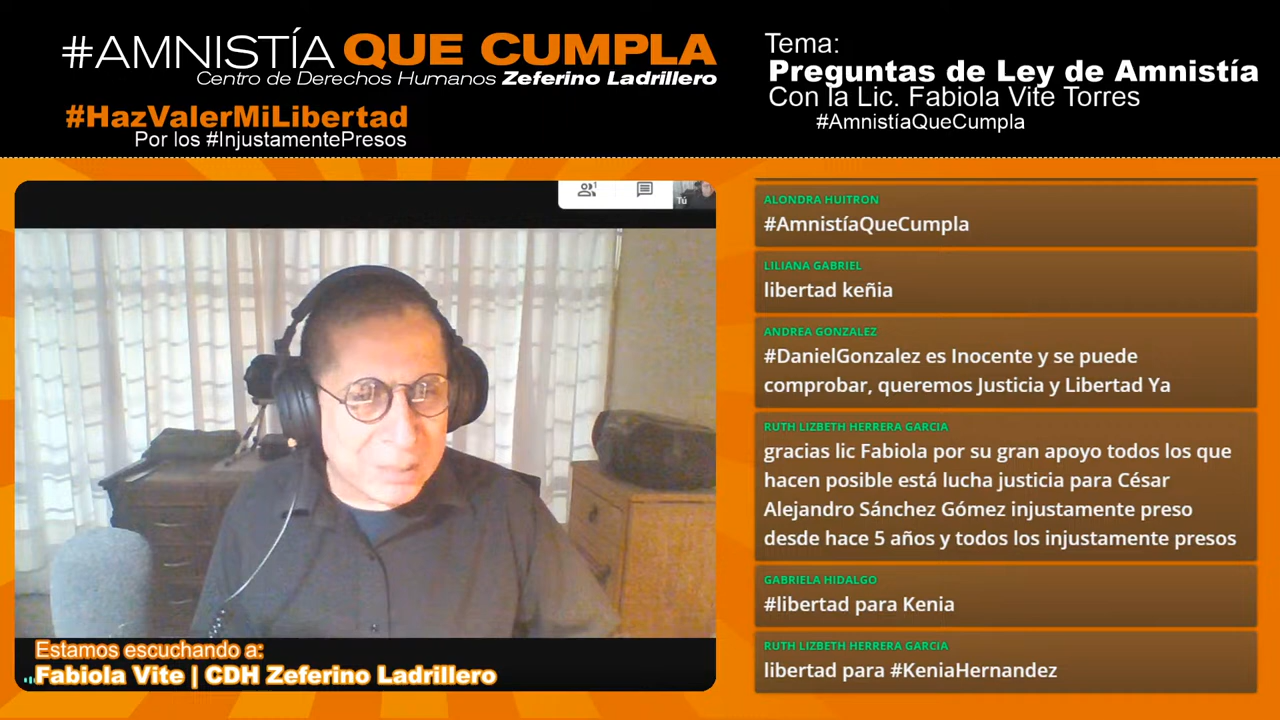 #AMNISTÍA QUE CUMPLA
Centro de Derechos Humanos Zeferino Ladrillero
#HazValerMiLibertad
Por los #InjustamentePresos
Tema:
Preguntas de Ley de Amnistía
Con la Lic. Fabiola Vite Torres
#AmnistíaQueCumpla
1
Tú
Estamos escuchando a:
Fabiola Vite | CDH Zeferino Ladrillero
ALONDRA HUITRON
#AmnistíaQueCumpla
LILIANA GABRIEL
libertad keñia
ANDREA GONZALEZ
#DanielGonzalez es Inocente y se puede
comprobar, queremos Justicia y Libertad Ya
RUTH LIZBETH HERRERA GARCIA
gracias lic Fabiola por su gran apoyo todos los que
hacen posible está lucha justicia para César
Alejandro Sánchez Gómez injustamente preso
desde hace 5 años y todos los injustamente presos
GABRIELA HIDALGO
#libertad para Kenia
RUTH LIZBETH HERRERA GARCIA
libertad para #KeniaHernandez